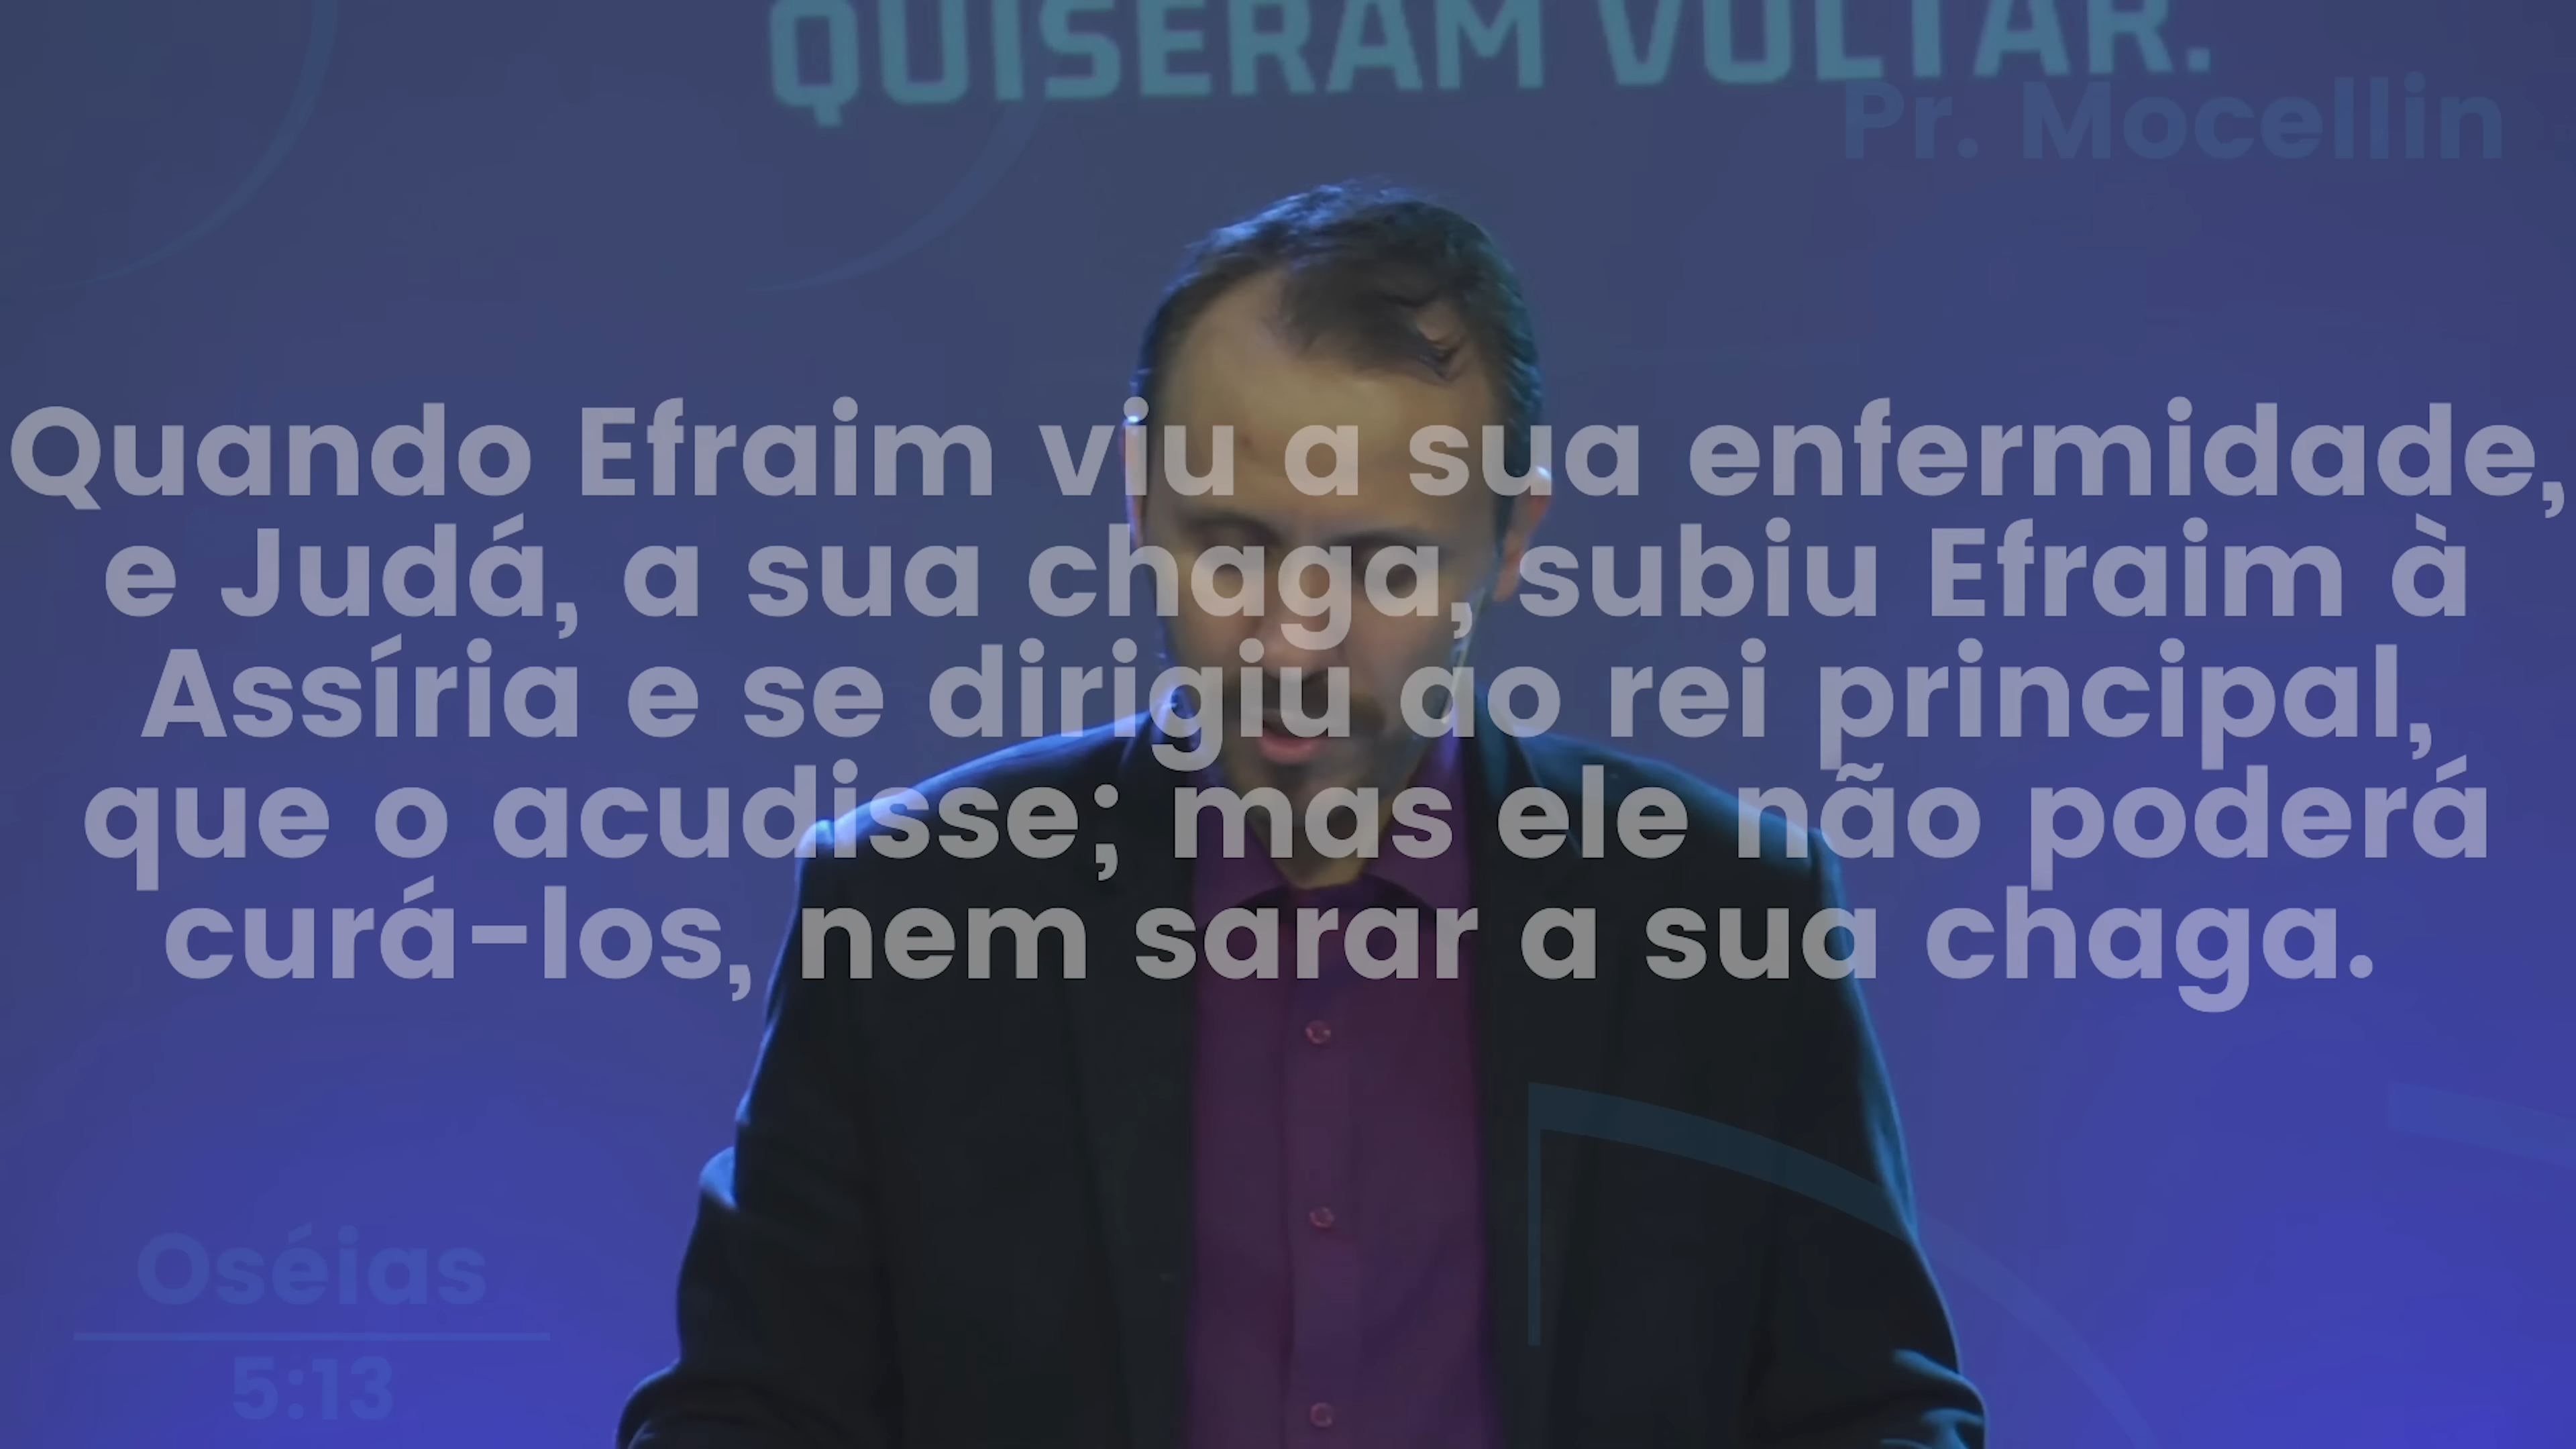 QUISERAM VOLTAR.
Pr. Mocellin
Quando Efraim viu a sua enfermidade,
e Judá, a sua chaga, subiu Efraim à
Assíria e se dirigiu ao rei principal,
que o acudisse; mas ele não poderá
curá-los, nem sarar a sua chaga.
Oséias
5:13